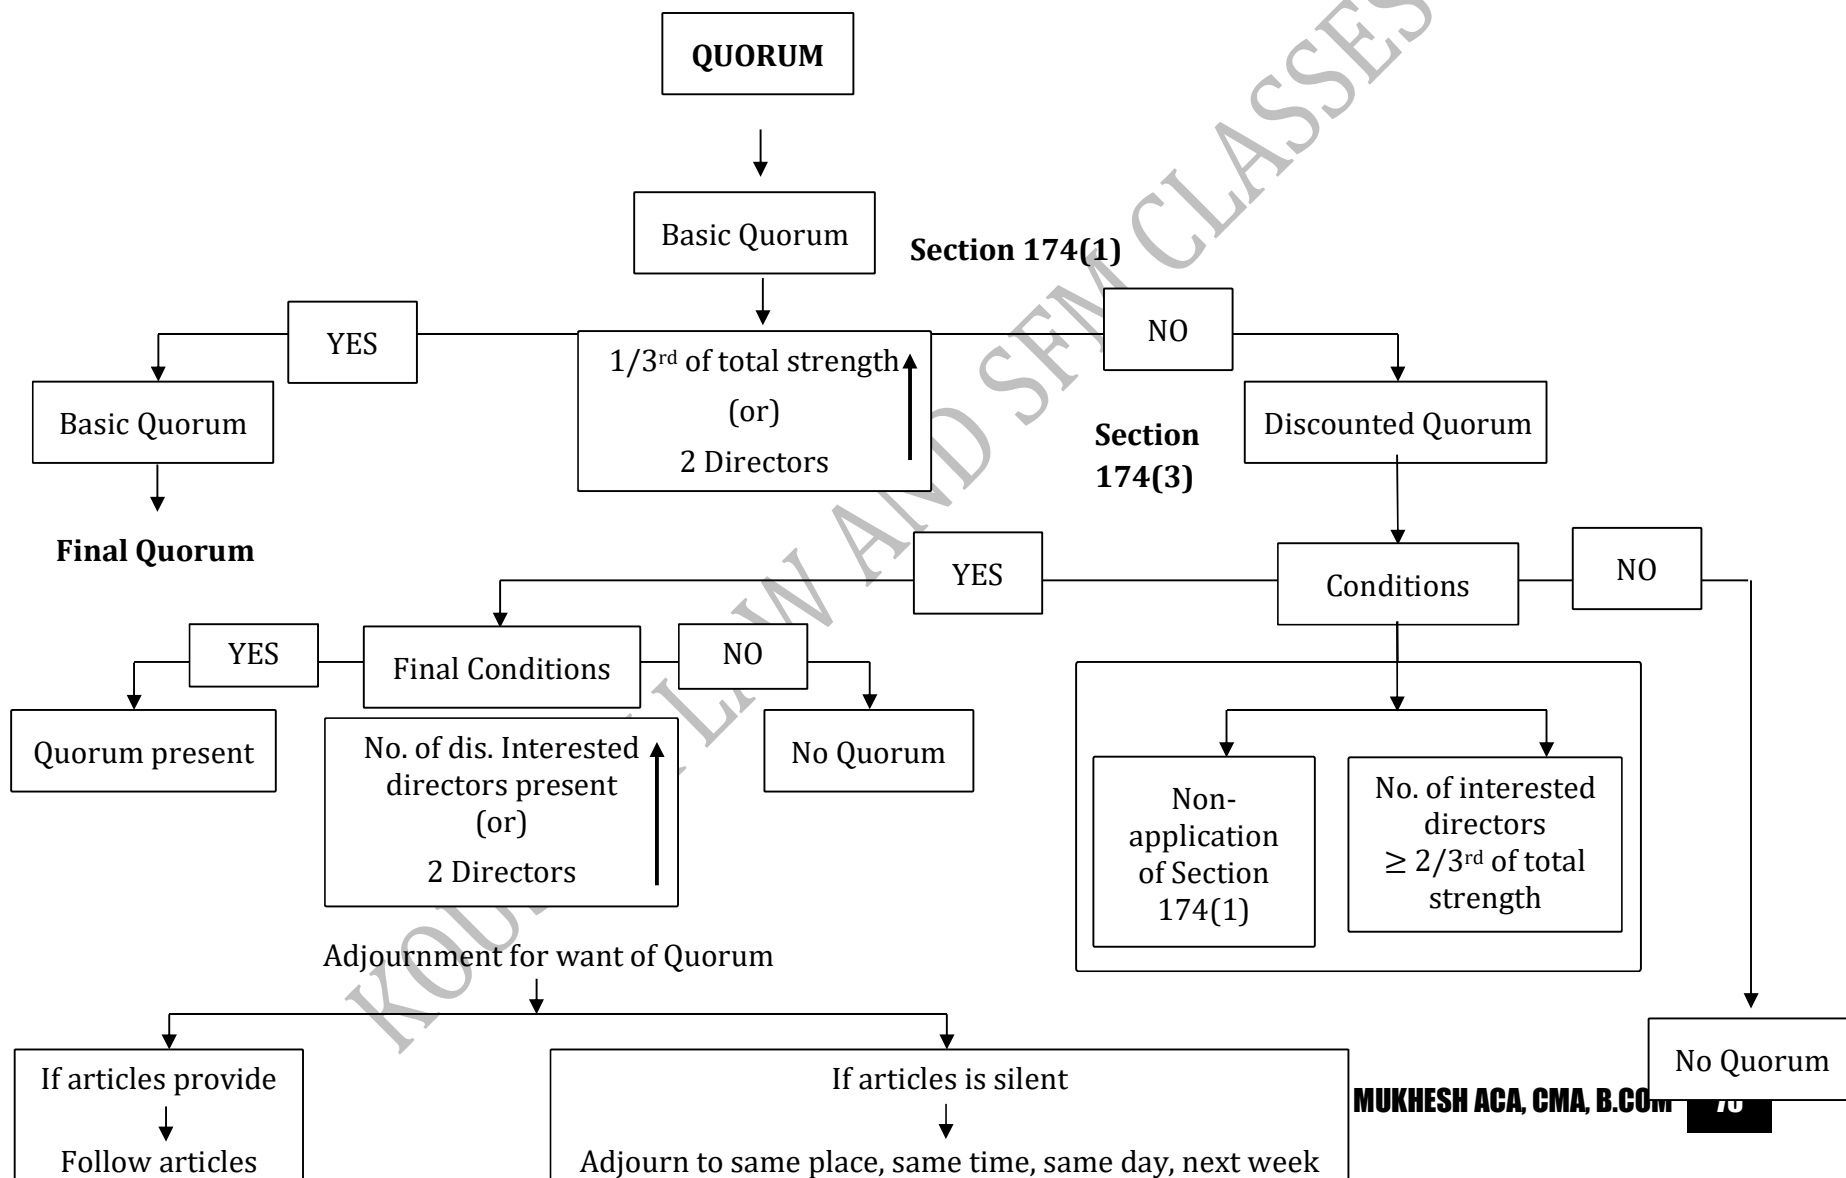 QUORUM
Basic Quorum
Section 174(1)
YES
NO
1/3rd of total strength
(or)
2 Directors
Basic Quorum
Final Quorum
Section
174(3)
Discounted Quorum
YES
Conditions
NO
YES
Final Conditions
NO
Quorum present
No. of dis. Interested
directors present
(or)
2 Directors
No Quorum
Non-
application
of Section
174(1)
No. of interested
directors
≥ 2/3rd of total
strength
Adjournment for want of Quorum
If articles provide
Follow articles
If articles is silent
Adjourn to same place, same time, same day, next week
No Quorum
MUKHESH ACA, CMA, B.COM
LAW AND SFM CLASSES